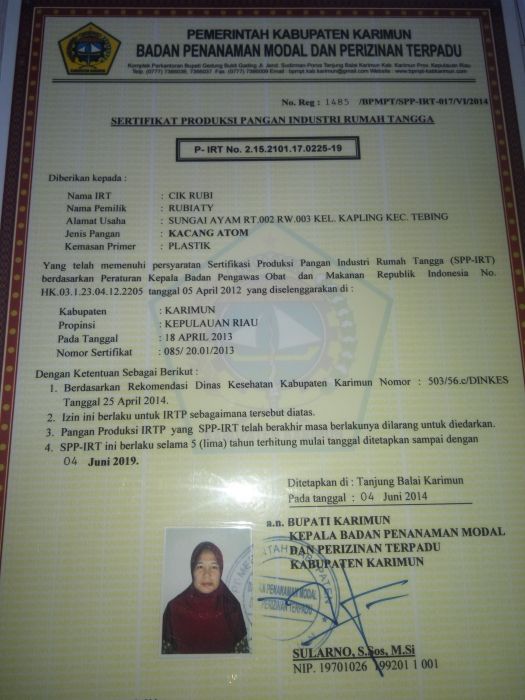 PEMERINTAH KABUPATEN KARIMUN
BADAN PENANAMAN MODAL DAN PERIZINAN TERPADU
Komplek Perkantoran Bupati Gedung Bukit Gading Jl. Jend. Sudirman-Poros Tanjung Balai Karimun Kab. Karimun Prov. Kepulauan Riau
Telp. (0777) 7366036, 7366037 Fax (0777) 7366009 Email : bpmpt.kab.karimun@gmail.com Website :
No. Reg : 1485 /BPMPT/SPP-IRT-017/VI/2014
SERTIFIKAT PRODUKSI PANGAN INDUSTRI RUMAH TANGGA
P- IRT No. 2.15.2101.17.0225-19
Diberikan kepada :
Nama IRT : CIK RUBI
Nama Pemilik : RUBIATY
Alamat Usaha : SUNGAI AYAM RT.002 RW.003 KEL. KAPLING KEC. TEBING
Jenis Pangan : KACANG ATOM
Kemasan Primer : PLASTIK
Yang telah memenuhi persyaratan Sertifikasi Produksi Pangan Industri Rumah Tangga (SPP-IRT)
berdasarkan Peraturan Kepala Badan Pengawas Obat dan Makanan Republik Indonesia No.
HK.03.1.23.04.12.2205 tanggal 05 April 2012 yang diselenggarakan di :
Kabupaten : KARIMUN
Propinsi : KEPULAUAN RIAU
Pada Tanggal : 18 APRIL 2013
Nomor Sertifikat : 085/ 20.01/2013
Dengan Ketentuan Sebagai Berikut :
1. Berdasarkan Rekomendasi Dinas Kesehatan Kabupaten Karimun Nomor : 503/56.c/DINKES
Tanggal 25 April 2014.
2. Izin ini berlaku untuk IRTP sebagaimana tersebut diatas.
3. Pangan Produksi IRTP yang SPP-IRT telah berakhir masa berlakunya dilarang untuk diedarkan.
4. SPP-IRT ini berlaku selama 5 (lima) tahun terhitung mulai tanggal ditetapkan sampai dengan
04 Juni 2019.
Ditetapkan di : Tanjung Balai Karimun
Pada tanggal : 04 Juni 2014
a.n. BUPATI KARIMUN
KEPALA BADAN PENANAMAN MODAL
DAN PERIZINAN TERPADU
KABUPATEN KARIMUN
PENANAMAN MODAL
PERIZINAN TERPADU
SULARNO, S.Sos, M.Si
NIP. 19701026 199201 1 001